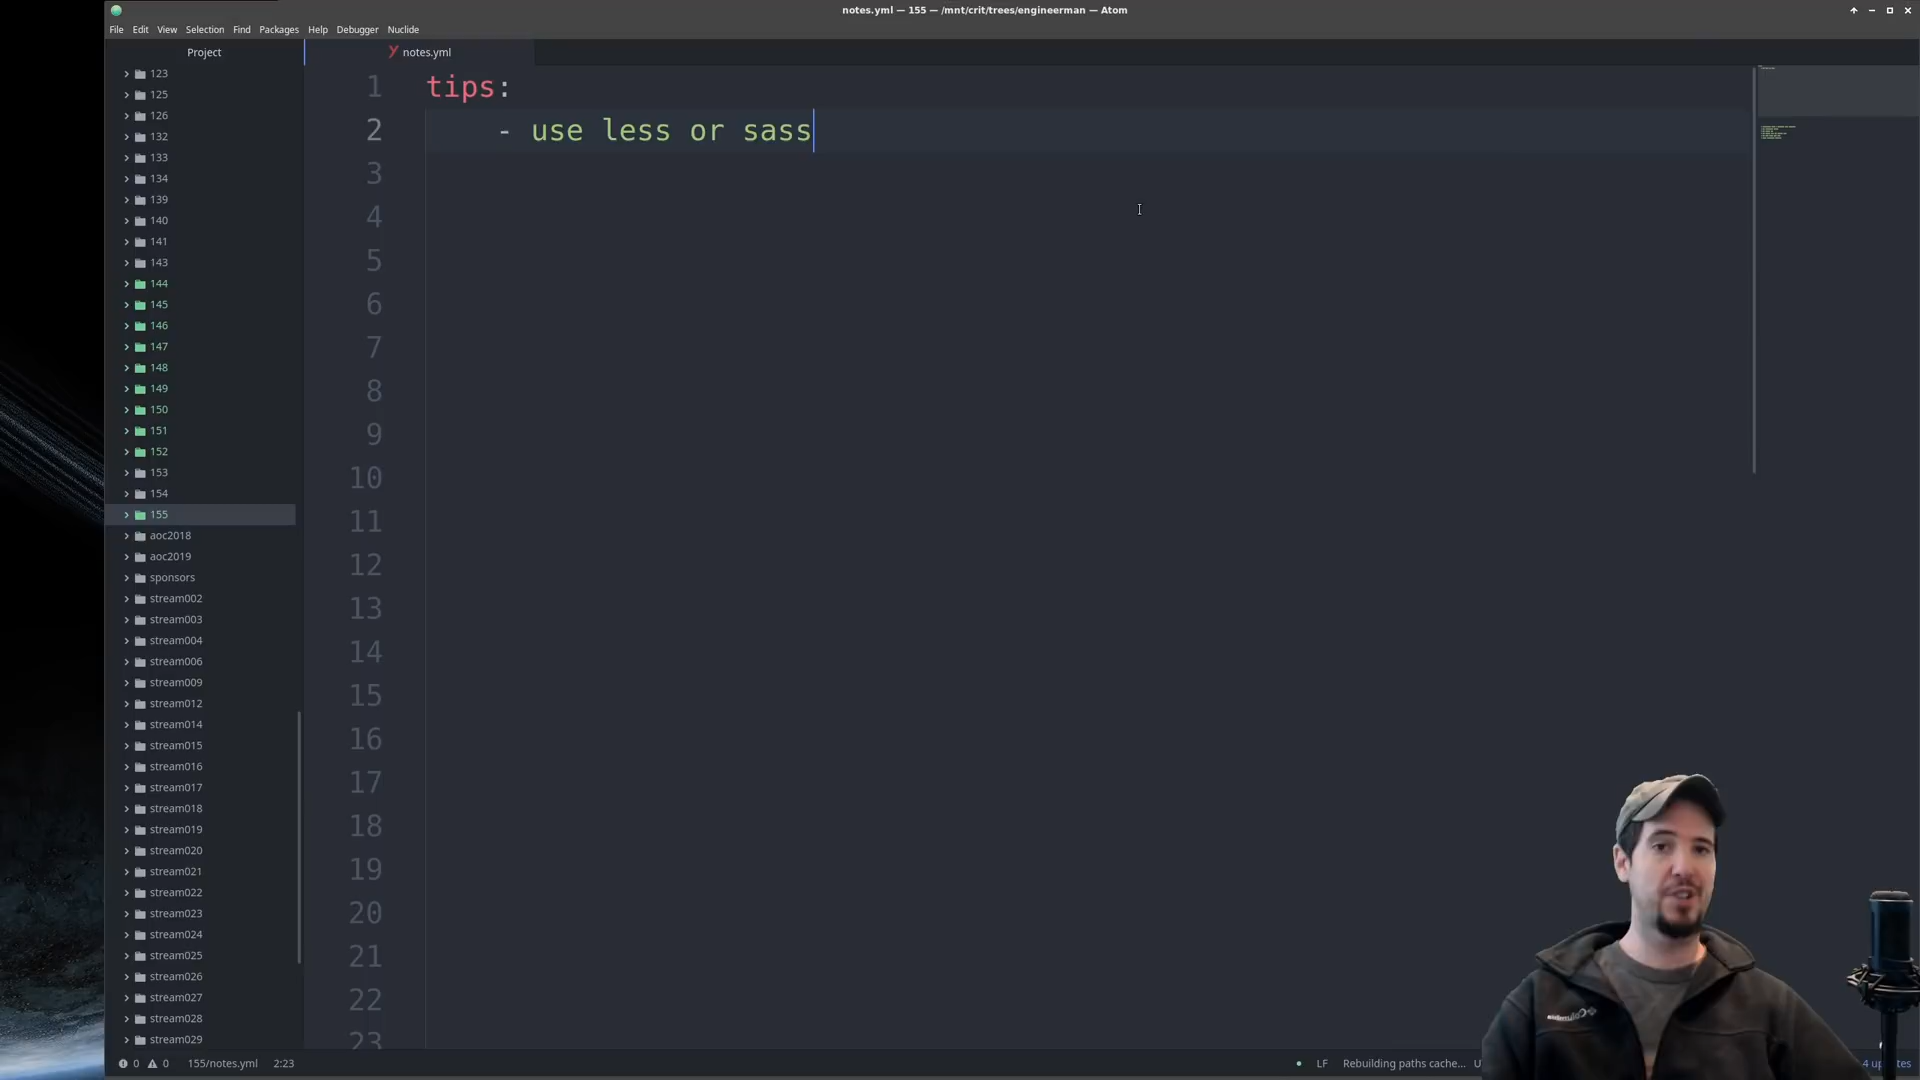 notes.yml — 155 — /mnt/crit/trees/engineerman — Atom
File Edit View Selection Find Packages Help Debugger Nuclide
Project
notes.yml
123
125
126
132
133
134
139
140
141
143
144
145
146
147
148
149
150
151
152
153
154
155
aoc2018
aoc2019
sponsors
stream002
stream003
stream004
stream006
stream009
stream012
stream014
stream015
stream016
stream017
stream018
stream019
stream020
stream021
stream022
stream023
stream024
stream025
stream026
stream027
stream028
stream029
1 tips:
2 - use less or sass
3
4
5
6
7
8
9
10
11
12
13
14
15
16
17
18
19
20
21
22
23
0 0 155/notes.yml 2:23
LF Rebuilding paths cache...